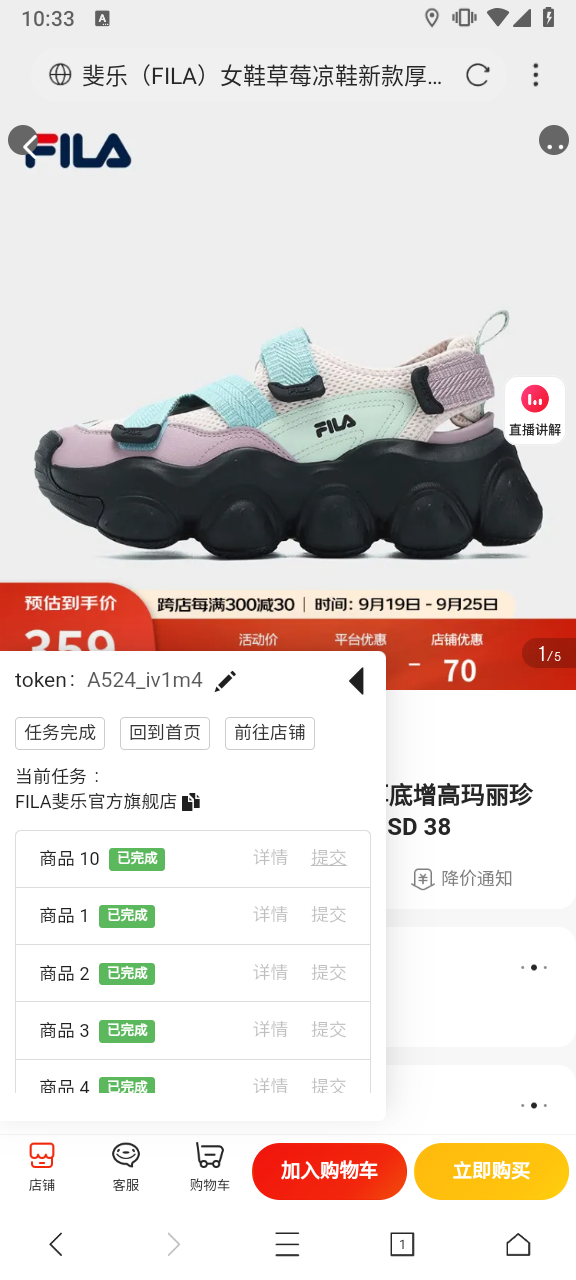 10:33
A
斐乐（FILA）女鞋草莓凉鞋新款厚...
FILA
FILA
直播讲解
预估到手价
跨店每满300减30 | 时间：9月19日 - 9月25日
359
活动价 平台优惠 店铺优惠
- 70
1/5
token： A524_iv1m4
任务完成 回到首页 前往店铺
当前任务：
FILA斐乐官方旗舰店
底增高玛丽珍
SD 38
降价通知
商品 10 已完成 详情 提交
商品 1 已完成 详情 提交
商品 2 已完成 详情 提交
商品 3 已完成 详情 提交
商品 4 已完成 详情 提交
店铺 客服 购物车 加入购物车 立即购买
1